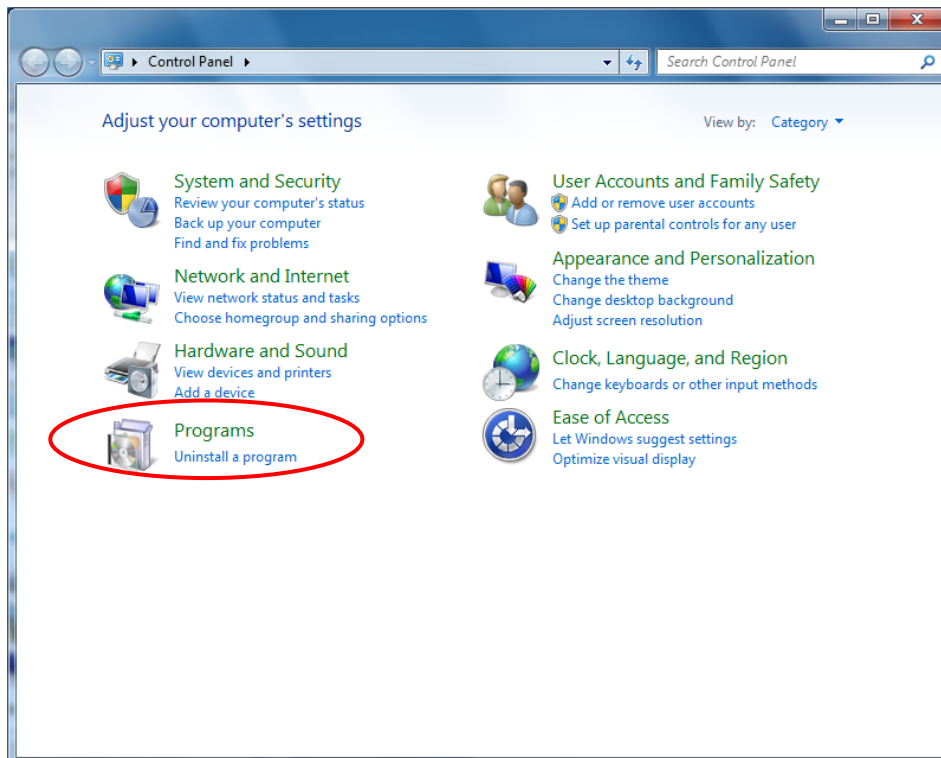 Control Panel
Search Control Panel
Adjust your computer's settings
View by: Category
System and Security
Review your computer's status
Back up your computer
Find and fix problems
Network and Internet
View network status and tasks
Choose homegroup and sharing options
Hardware and Sound
View devices and printers
Add a device
Programs
Uninstall a program
User Accounts and Family Safety
Add or remove user accounts
Set up parental controls for any user
Appearance and Personalization
Change the theme
Change desktop background
Adjust screen resolution
Clock, Language, and Region
Change keyboards or other input methods
Ease of Access
Let Windows suggest settings
Optimize visual display